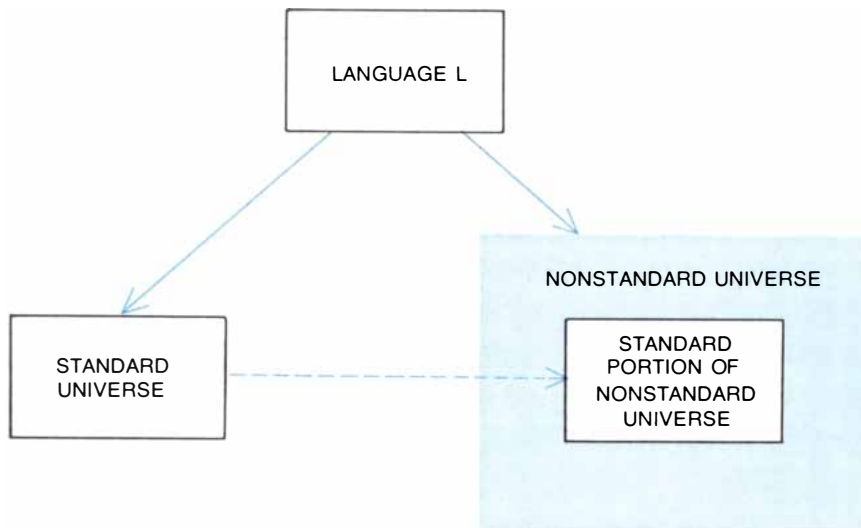 LANGUAGE L
NONSTANDARD UNIVERSE
STANDARD
UNIVERSE
STANDARD
PORTION OF
NONSTANDARD
UNIVERSE